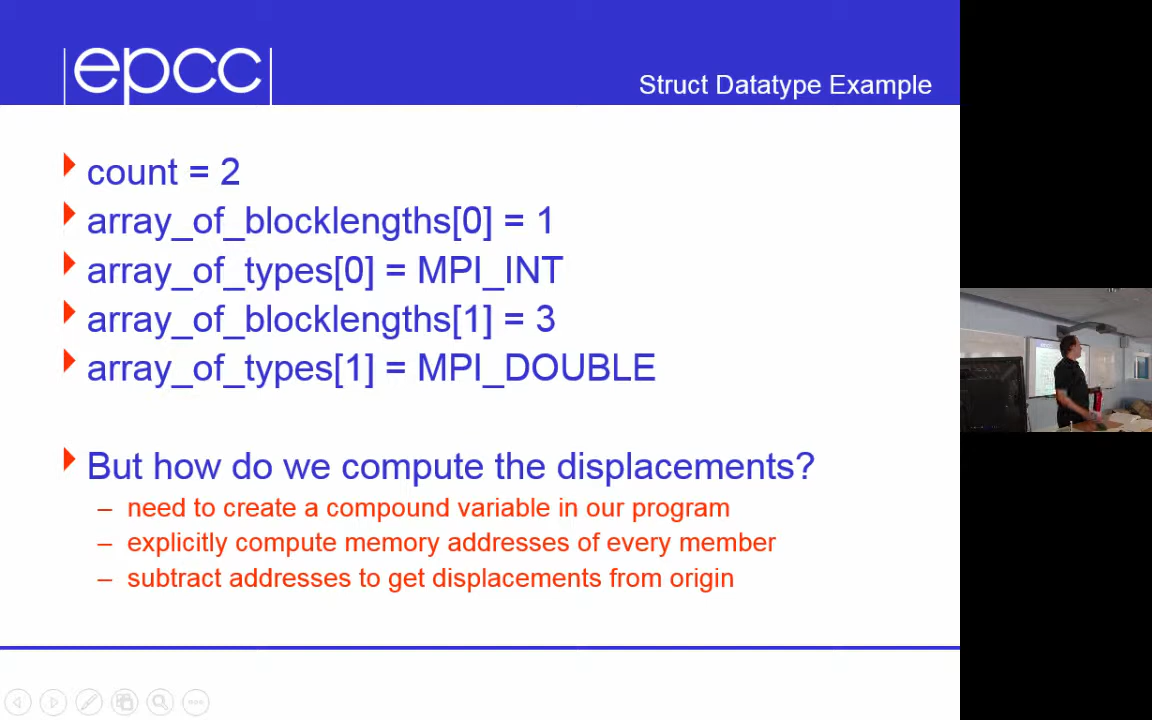 epcc
Struct Datatype Example
count = 2
array_of_blocklengths[0] = 1
array_of_types[0] = MPI_INT
array_of_blocklengths[1] = 3
array_of_types[1] = MPI_DOUBLE
But how do we compute the displacements?
– need to create a compound variable in our program
– explicitly compute memory addresses of every member
– subtract addresses to get displacements from origin